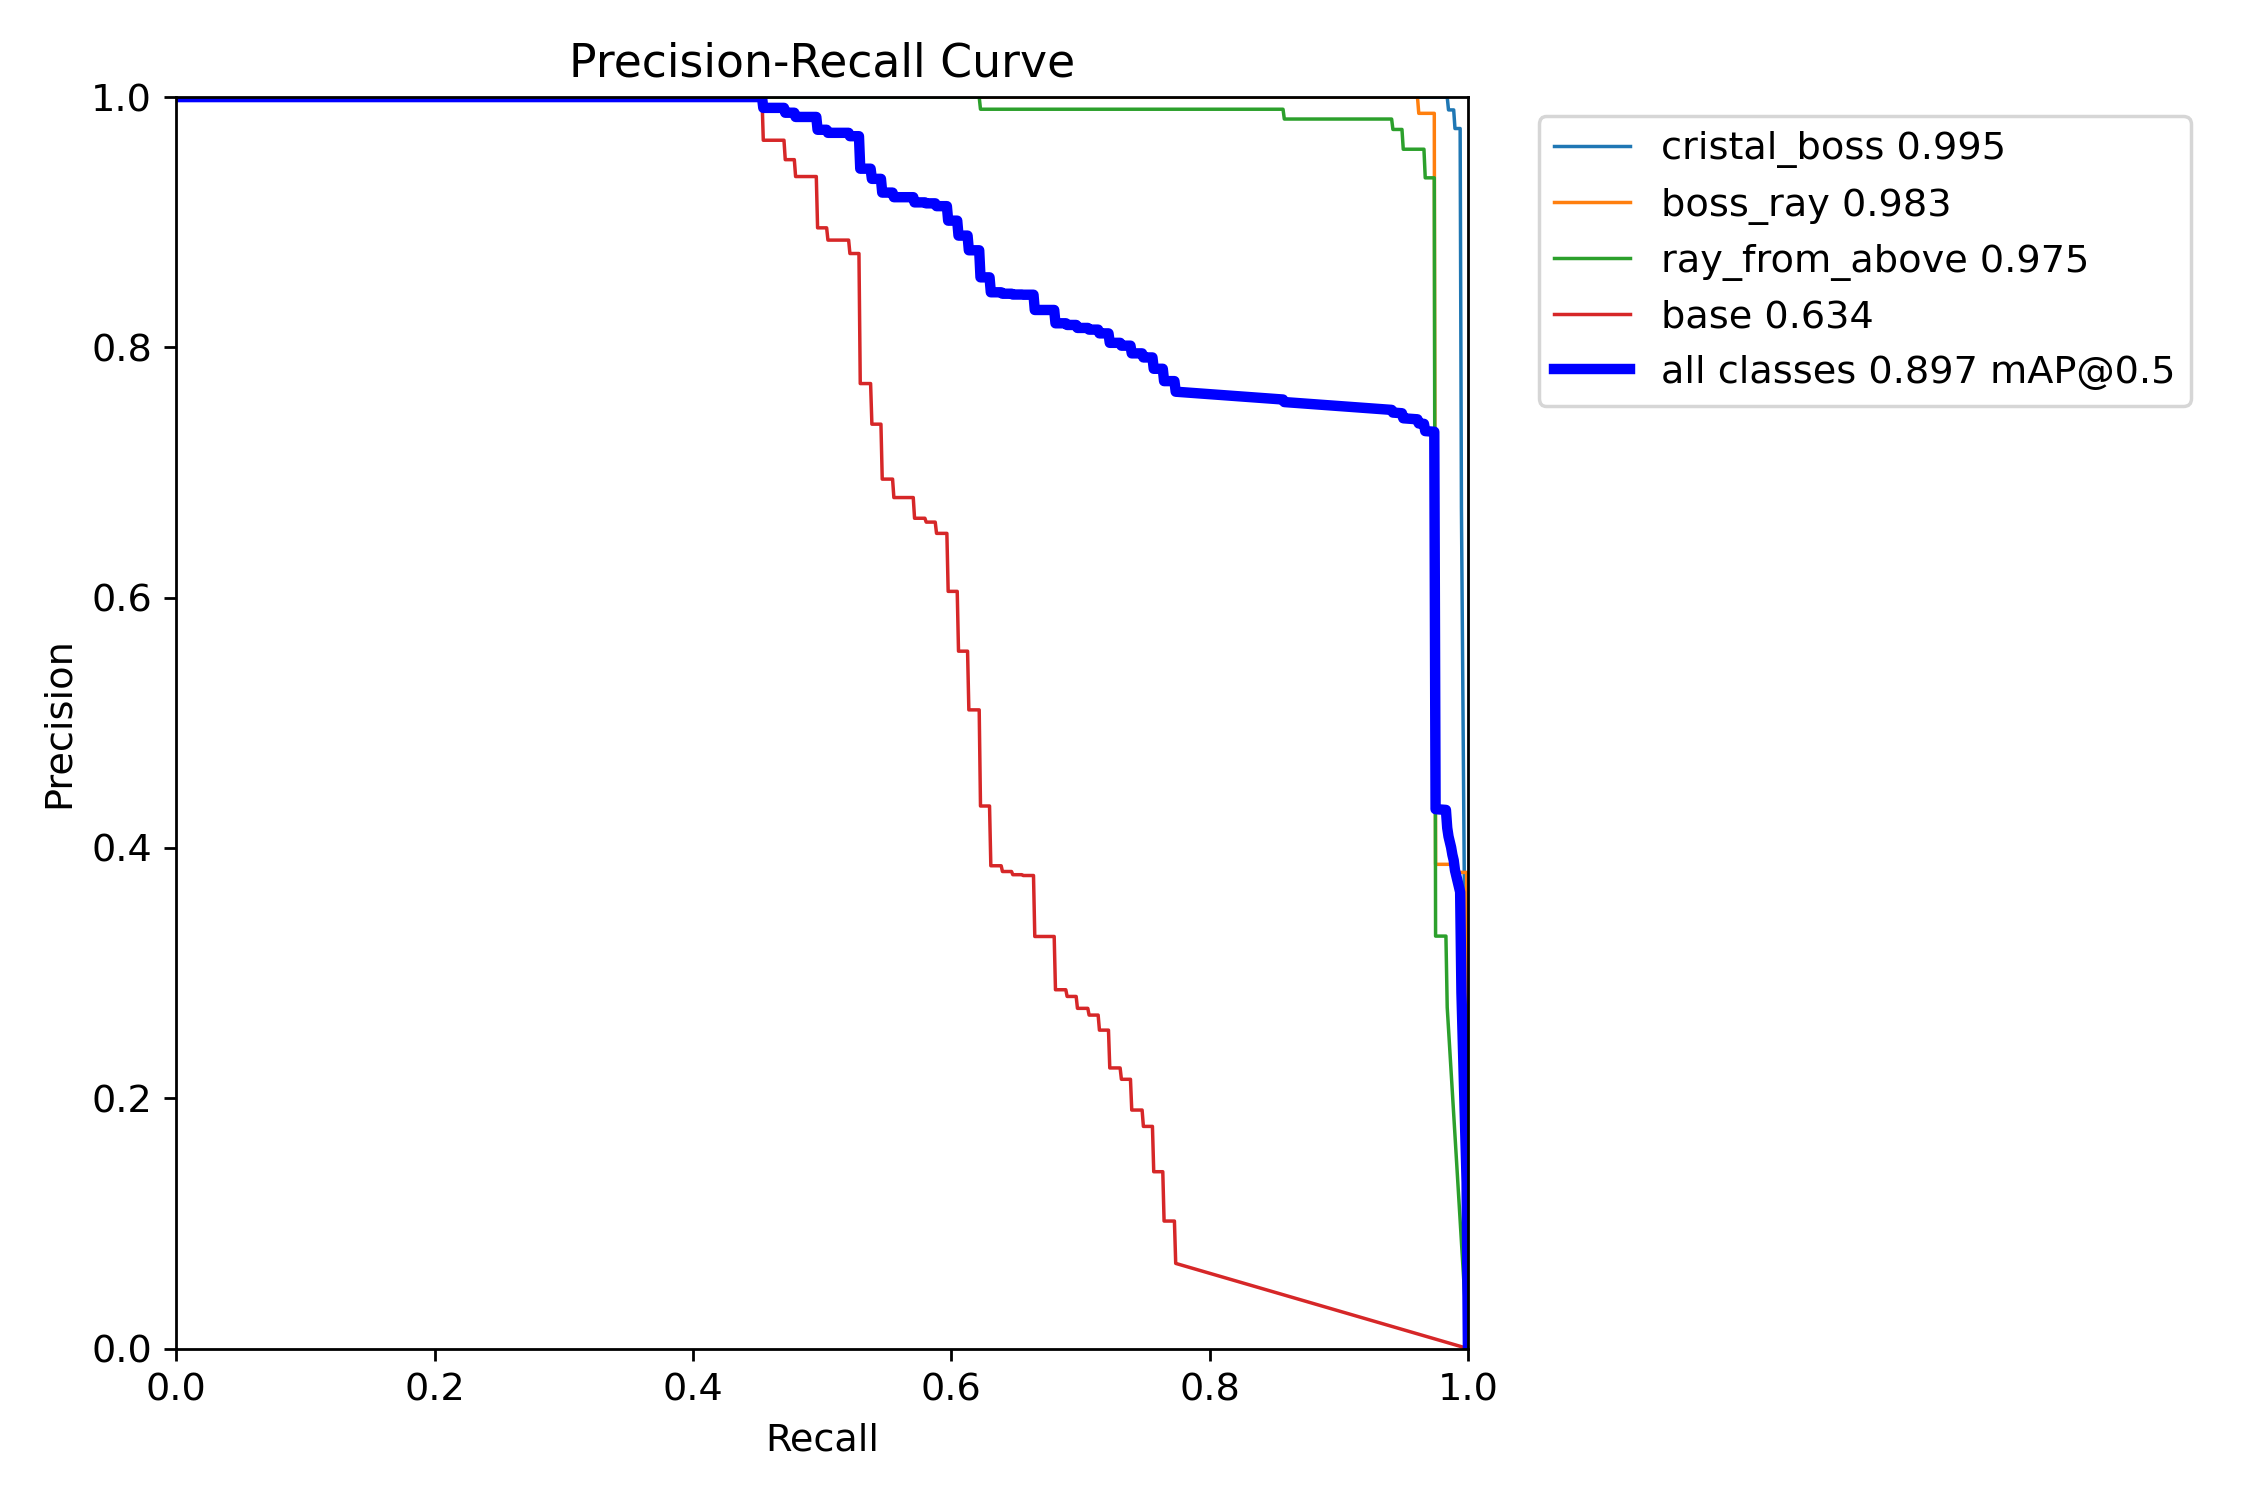 Precision-Recall Curve
1.0
0.8
0.6
0.4
0.2
0.0
Precision
0.0 0.2 0.4 0.6 0.8 1.0
Recall
cristal_boss 0.995
boss_ray 0.983
ray_from_above 0.975
base 0.634
all classes 0.897 mAP@0.5